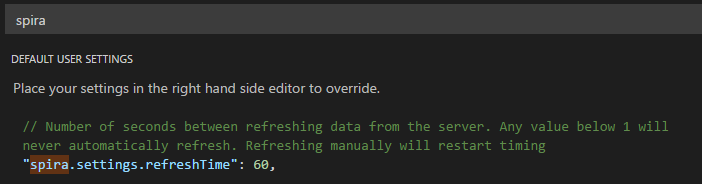 spira
DEFAULT USER SETTINGS
Place your settings in the right hand side editor to override.
// Number of seconds between refreshing data from the server. Any value below 1 will
never automatically refresh. Refreshing manually will restart timing
"spira.settings.refreshTime": 60,